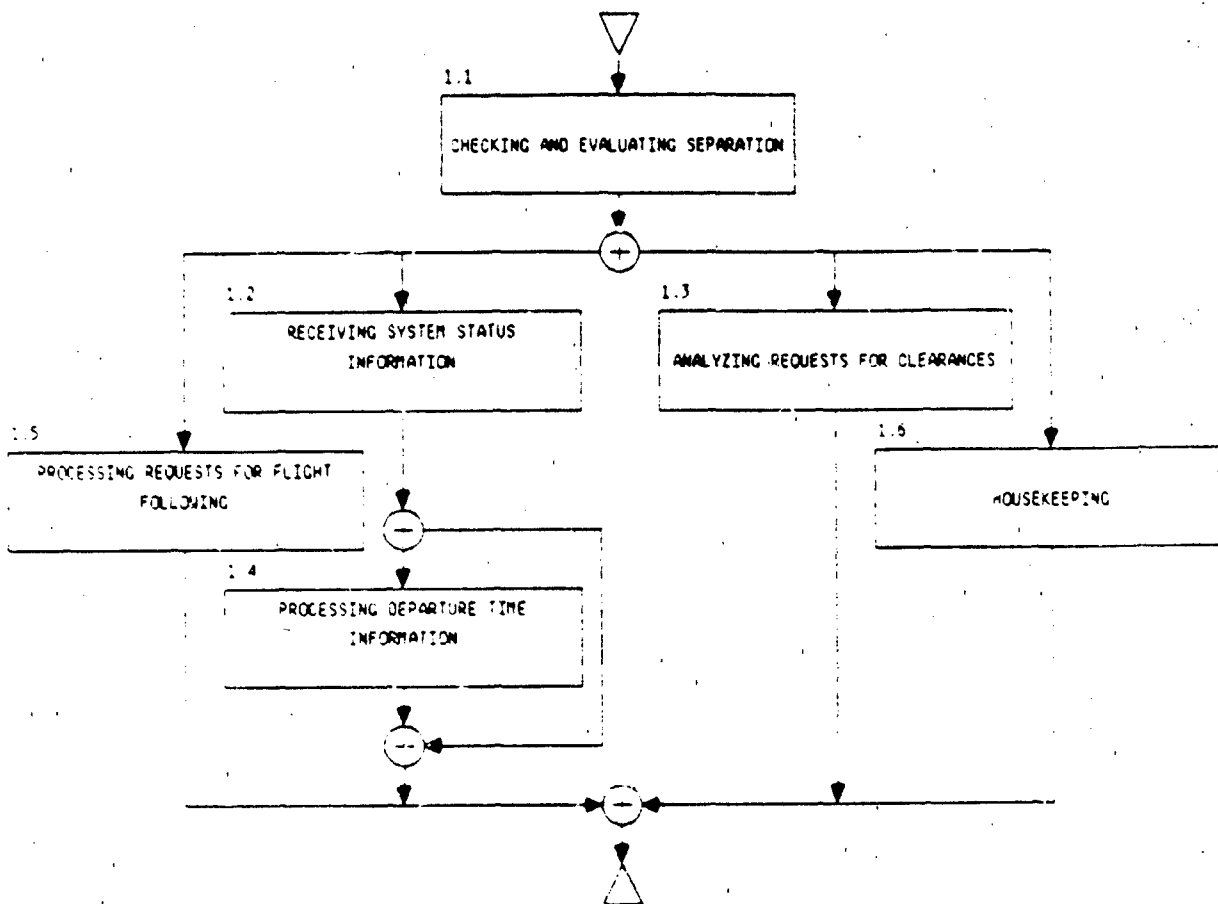 1.1
CHECKING AND EVALUATING SEPARATION
+
1.2
RECEIVING SYSTEM STATUS
INFORMATION
1.3
ANALYZING REQUESTS FOR CLEARANCES
1.5
PROCESSING REQUESTS FOR FLIGHT
FOLLOWING
1.6
HOUSEKEEPING
+
1.4
PROCESSING DEPARTURE TIME
INFORMATION
+
+